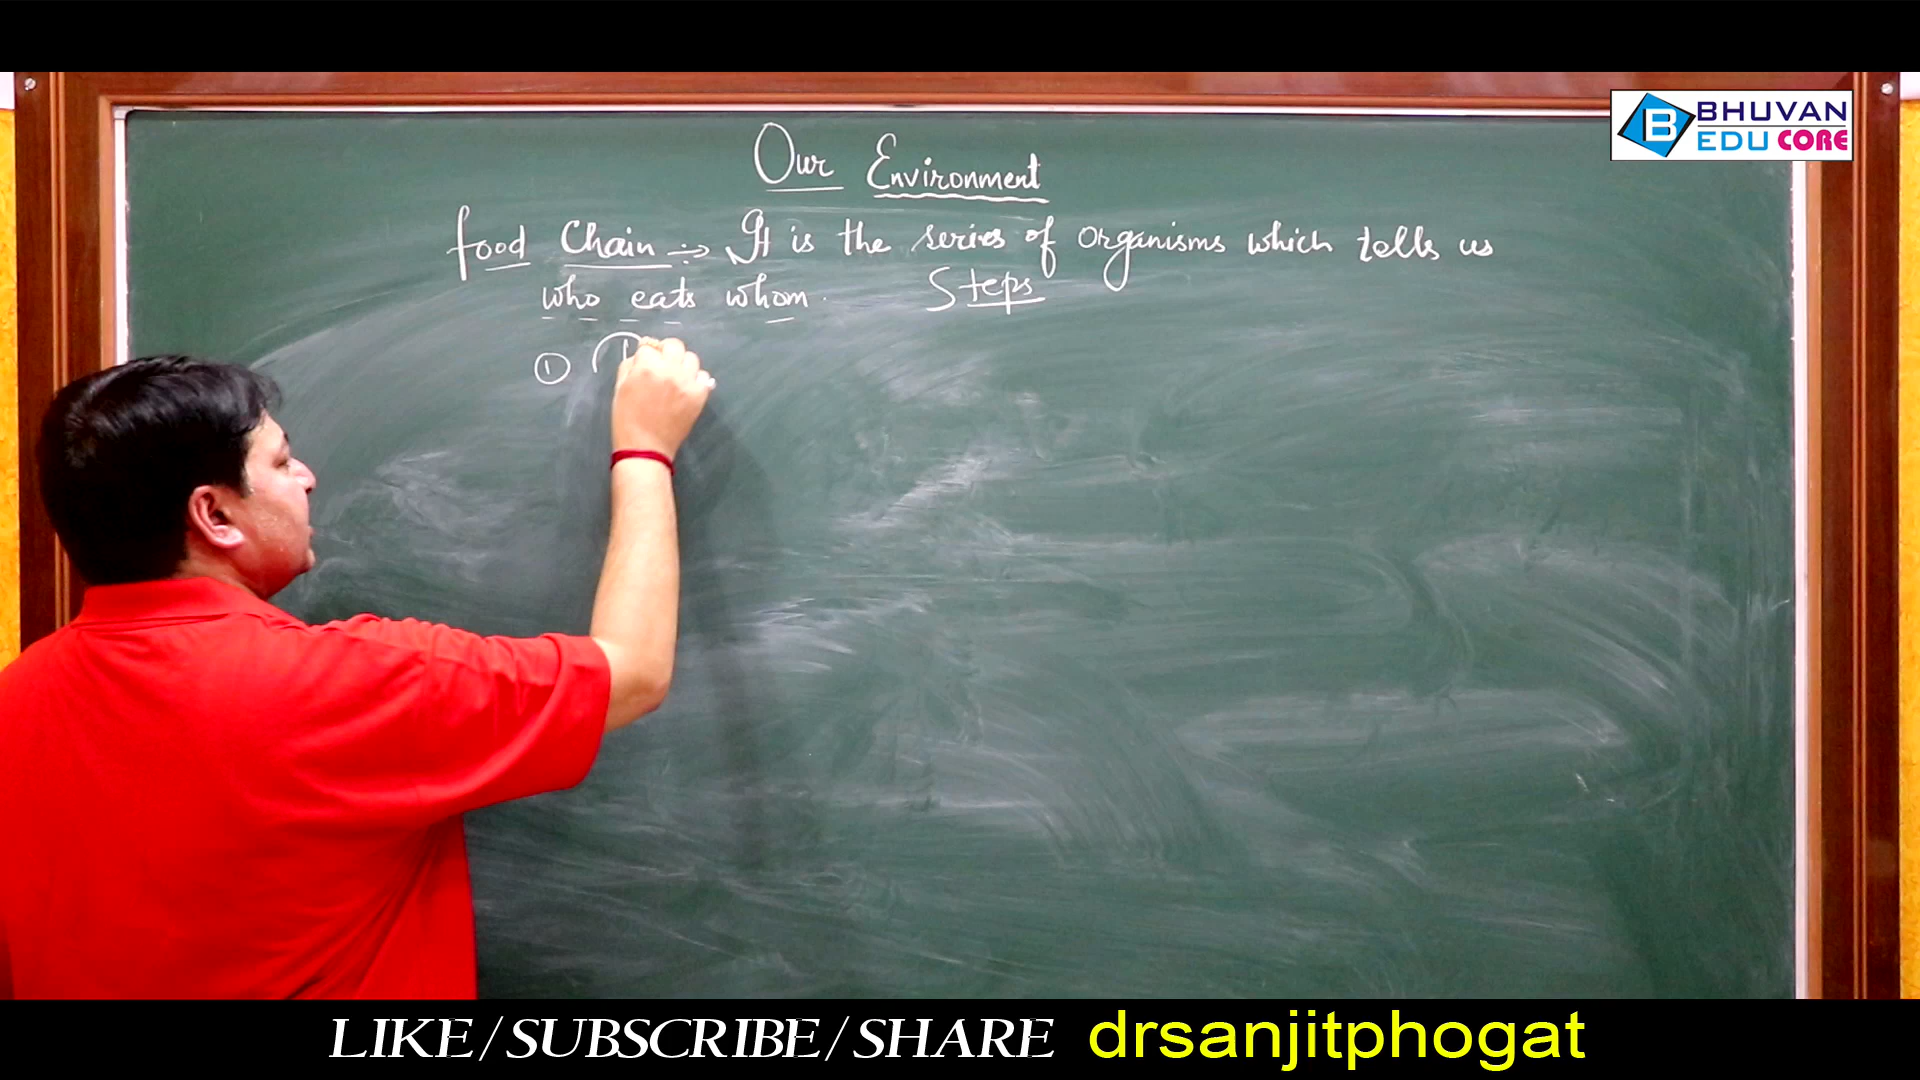 BHUVAN
EDU CORE
B
Our Environment
food Chain :-> It is the series of organisms which tells us
who eats whom. Steps
①
LIKE/SUBSCRIBE/SHARE drsanjitphogat